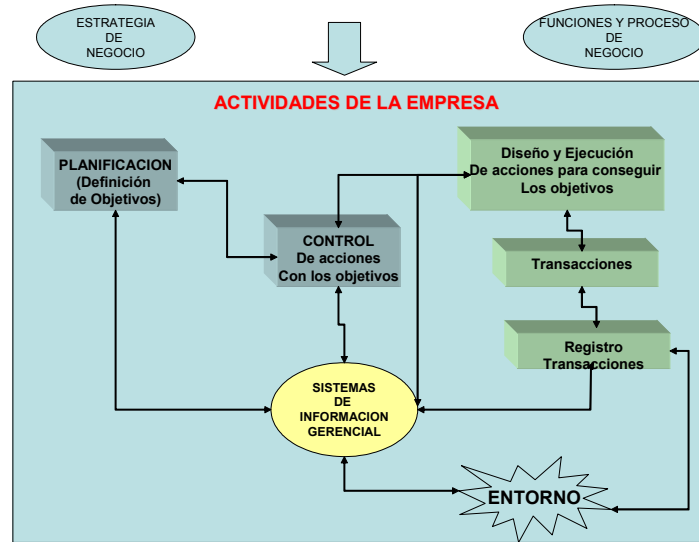 ESTRATEGIA
DE
NEGOCIO
FUNCIONES Y PROCESO
DE
NEGOCIO
ACTIVIDADES DE LA EMPRESA
PLANIFICACION
(Definición
de Objetivos)
CONTROL
De acciones
Con los objetivos
Diseño y Ejecución
De acciones para conseguir
Los objetivos
Transacciones
Registro
Transacciones
SISTEMAS
DE
INFORMACION
GERENCIAL
ENTORNO